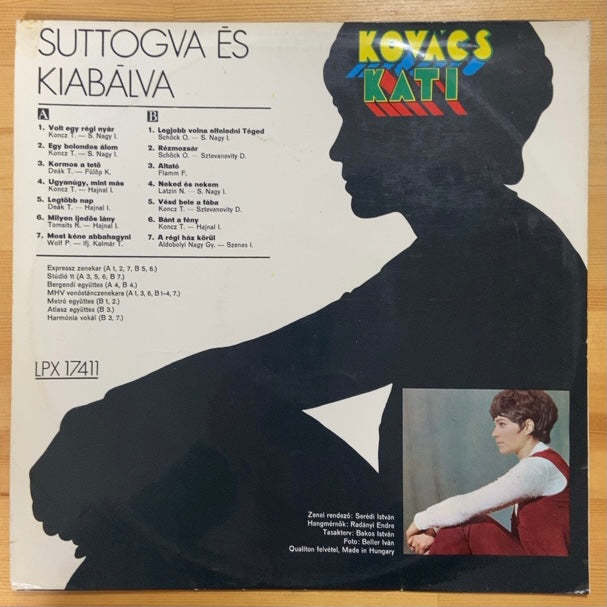 SUTTOGVA ÉS
KIABÁLVA
KOVÁCS
KATI
A
1. Volt egy régi nyár
Koncz T. — S. Nagy I.
2. Egy bolondos álom
Koncz T. — S. Nagy I.
3. Kormos a tető
Deák T. — Fülöp K.
4. Ugyanúgy, mint más
Koncz T. — Hajnal I.
5. Legtöbb nap
Deák T. — Hajnal I.
6. Milyen ijedős lány
Tomsits R. — Hajnal I.
7. Most kéne abbahagyni
Wolf P. — ifj. Kalmár T.
B
1. Legjobb volna elfeledni Téged
Schöck O. — S. Nagy I.
2. Rézmozsár
Schöck O. — Sztevanovity D.
3. Altató
Flamm F.
4. Neked és nekem
Latzin N. — S. Nagy I.
5. Vésd bele a fába
Koncz T. — Sztevanovity D.
6. Bánt a fény
Koncz T. — Hajnal I.
7. A régi ház körül
Aldobolyi Nagy Gy. — Szenes I.
Expressz zenekar (A 1, 2, 7, B 5, 6.)
Stúdió 11 (A 3, 5, 6, B 7.)
Bergendi együttes (A 4, B 4.)
MHV vonóstánczenekara (A 1, 3, 6, B 1–4, 7.)
Metró együttes (B 1, 2.)
Atlasz együttes (B 3.)
Harmónia vokál (B 3, 7.)
LPX 17411
Zenei rendező: Serédi István
Hangmérnök: Radányi Endre
Tasakterv: Bakos István
Foto: Beller Iván
Qualiton felvétel, Made in Hungary